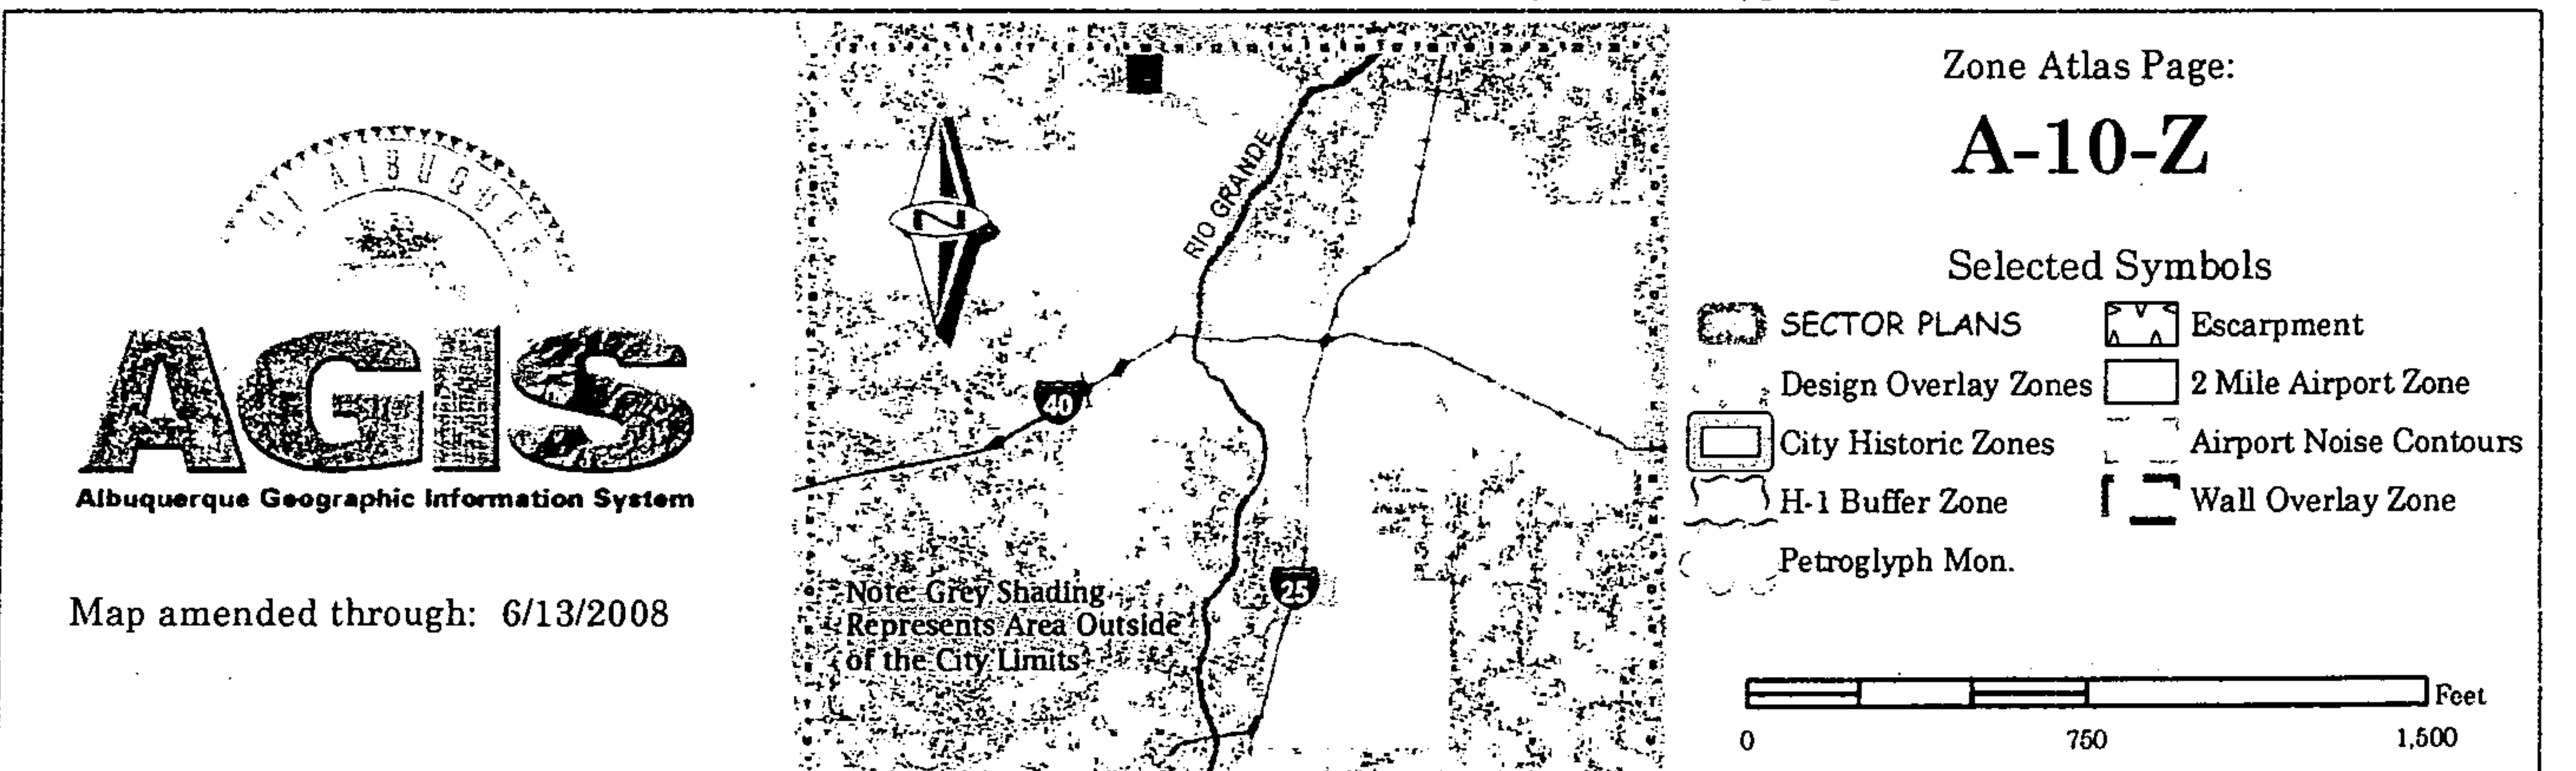 ALBUQUER
AGIS
Albuquerque Geographic Information System
Map amended through: 6/13/2008
N
RIO GRANDE
40
25
Note: Grey Shading
Represents Area Outside
of the City Limits
Zone Atlas Page:
A-10-Z
Selected Symbols
SECTOR PLANS
Escarpment
Design Overlay Zones
2 Mile Airport Zone
City Historic Zones
Airport Noise Contours
H-1 Buffer Zone
Wall Overlay Zone
Petroglyph Mon.
Feet
0 750 1,500